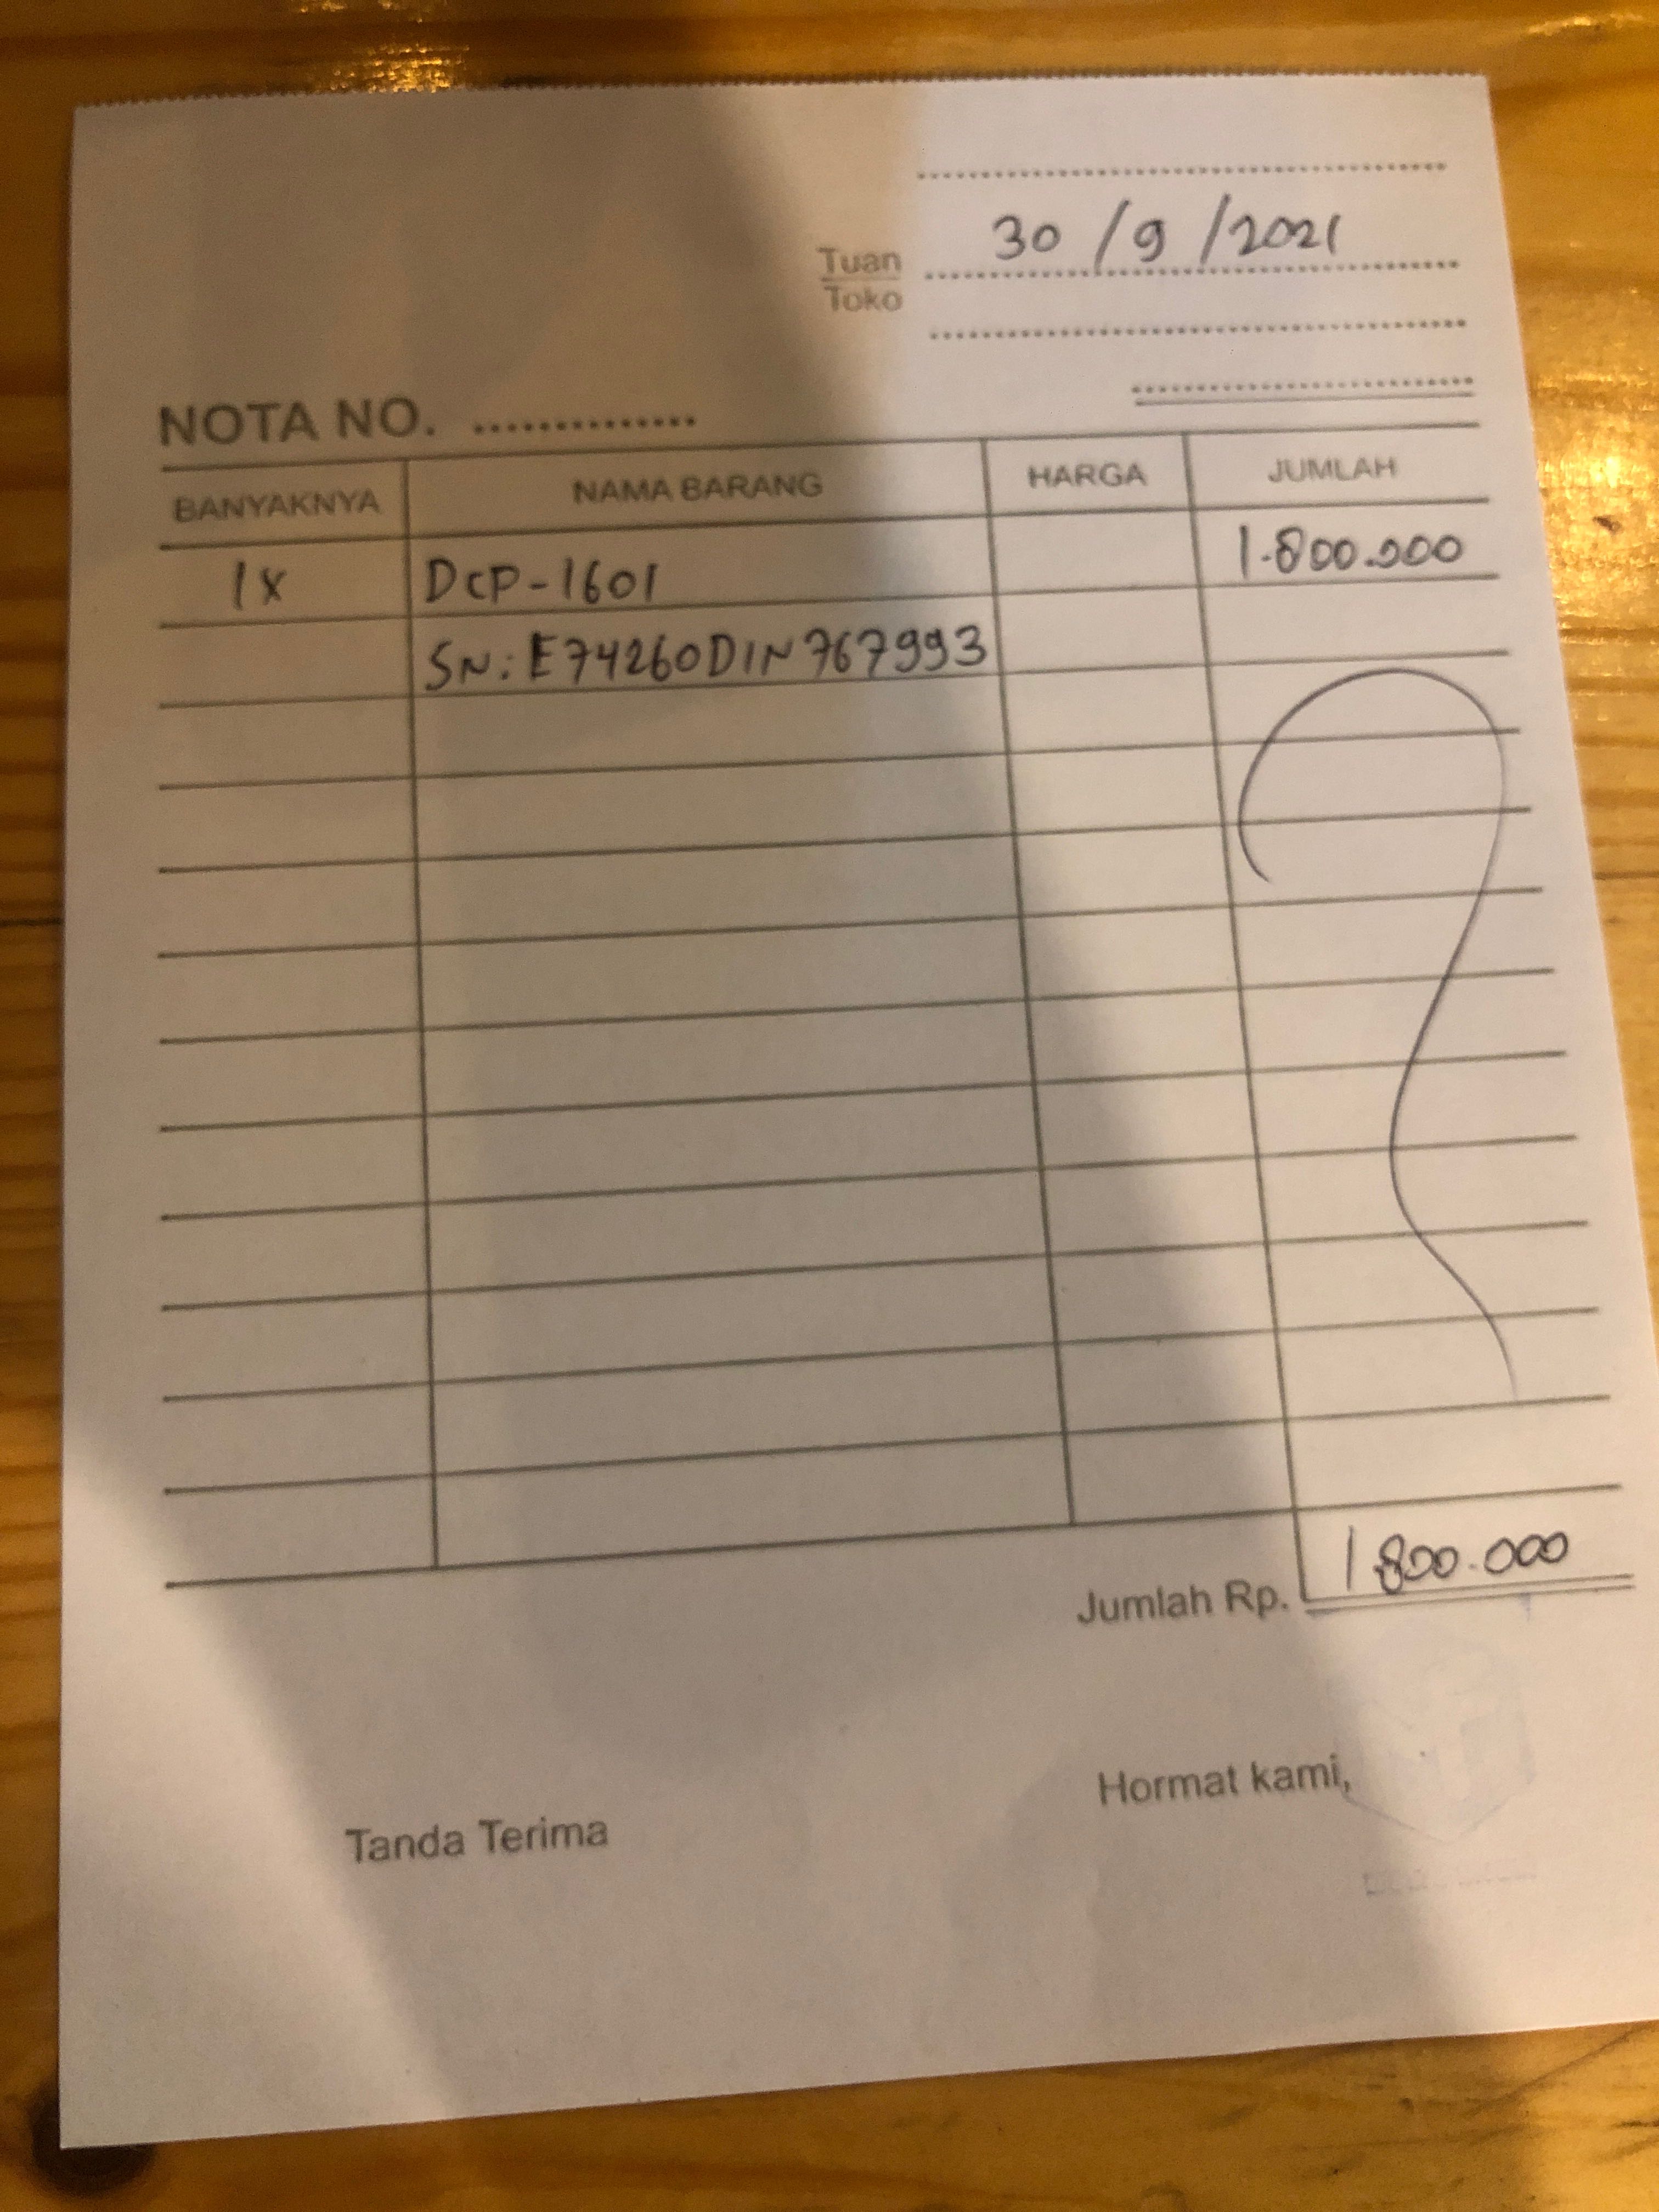 30/9/2021
Tuan
Toko
NOTA NO. ..............
BANYAKNYA NAMA BARANG HARGA JUMLAH
1x DCP-1601 1.800.000
SN: E74260D1N767993
Jumlah Rp. 1 800.000
Tanda Terima Hormat kami,